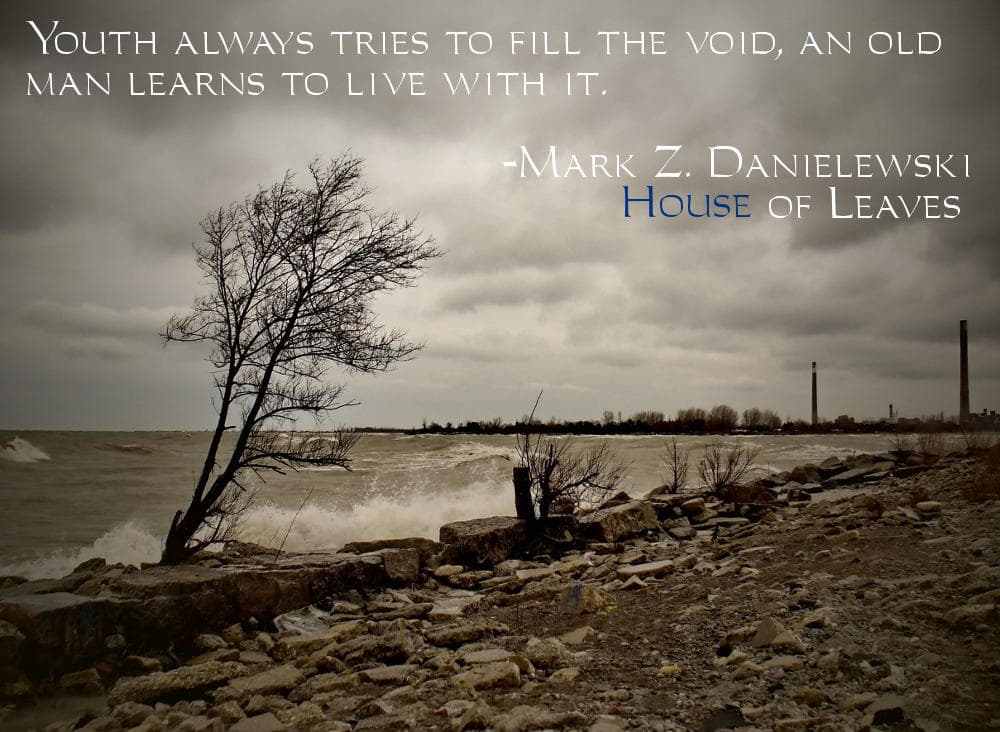 Youth always tries to fill the void, an old
man learns to live with it.
-Mark Z. Danielewski
House of Leaves